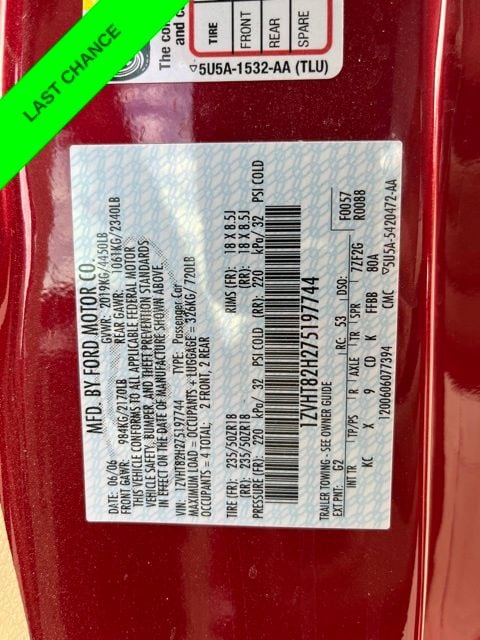 LAST CHANCE
The co
and c
TIRE
FRONT
REAR
SPARE
5U5A-1532-AA (TLU)
MFD. BY FORD MOTOR CO.
DATE: 06/06 GVWR: 2019KG/4450LB
FRONT GAWR: REAR GAWR:
984KG/2170LB 1061KG/2340LB
THIS VEHICLE CONFORMS TO ALL APPLICABLE FEDERAL MOTOR
VEHICLE SAFETY, BUMPER, AND THEFT PREVENTION STANDARDS
IN EFFECT ON THE DATE OF MANUFACTURE SHOWN ABOVE.
VIN: 1ZVHT82H275197744 TYPE: Passenger Car
MAXIMUM LOAD = OCCUPANTS + LUGGAGE = 326KG/720LB
OCCUPANTS = 4 TOTAL: 2 FRONT, 2 REAR
TIRE (FR): 235/50ZR18 RIMS (FR): 18 X 8.5J
(RR): 235/50ZR18 (RR): 18 X 8.5J
PRESSURE (FR): 220 kPa/ 32 PSI COLD (RR): 220 kPa/ 32 PSI COLD
1ZVHT82H275197744
TRAILER TOWING - SEE OWNER GUIDE F0057
EXT PNT: G2 RC: 53 DSO: R0088
INT TR TP/PS R AXLE TR SPR 7ZF2G
KC X 9 CD K FFBB BOA
1200606077394 CMC 5U5A-5420472-AA